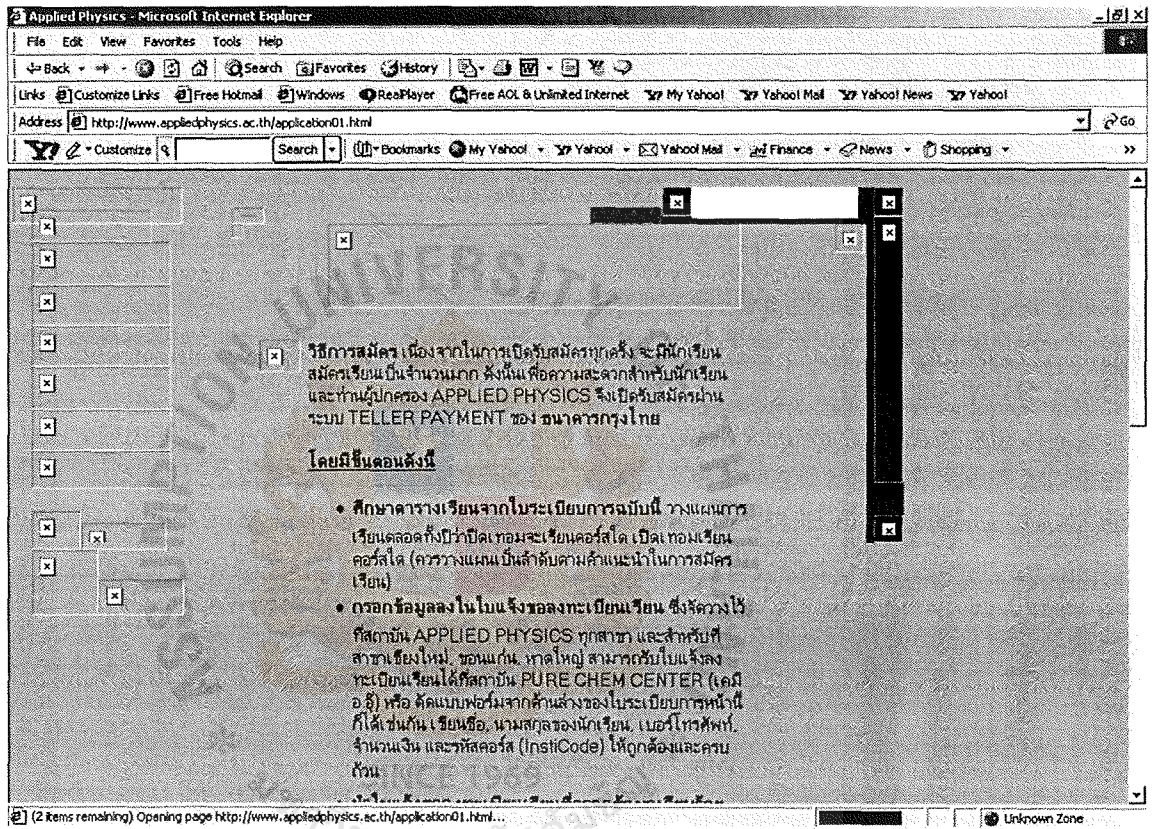 Applied Physics - Microsoft Internet Explorer
File Edit View Favorites Tools Help
Back Search Favorites History
Links Customize Links Free Hotmail Windows RealPlayer Free AOL & Unlimited Internet My Yahoo! Yahoo! Mail Yahoo! News Yahoo!
Address http://www.appliedphysics.ac.th/application01.html Go
Y! Customize Search Bookmarks My Yahoo! Yahoo! Yahoo! Mail Finance News Shopping »
วิธีการสมัคร เนื่องจากในการเปิดรับสมัครทุกครั้ง จะมีนักเรียน
สมัครเรียนเป็นจำนวนมาก ดังนั้นเพื่อความสะดวกสำหรับนักเรียน
และท่านผู้ปกครอง APPLIED PHYSICS จึงเปิดรับสมัครผ่าน
ระบบ TELLER PAYMENT ของ ธนาคารกรุงไทย
โดยมีขั้นตอนดังนี้
• ศึกษาตารางเรียนจากใบระเบียบการฉบับนี้ วางแผนการ
เรียนตลอดทั้งปีว่าปิดเทอมจะเรียนคอร์สใด เปิดเทอมเรียน
คอร์สใด (ควรวางแผนเป็นลำดับตามคำแนะนำในการสมัคร
เรียน)
• กรอกข้อมูลลงในใบแจ้งขอลงทะเบียนเรียน ซึ่งจัดวางไว้
ที่สถาบัน APPLIED PHYSICS ทุกสาขา และสำหรับที่
สาขาเชียงใหม่, ขอนแก่น, หาดใหญ่ สามารถรับใบแจ้งลง
ทะเบียนเรียนได้ที่สถาบัน PURE CHEM CENTER (เคมี
อ.อุ๊) หรือ ตัดแบบฟอร์มจากด้านล่างของใบระเบียบการหน้านี้
ก็ได้เช่นกัน เขียนชื่อ, นามสกุลของนักเรียน, เบอร์โทรศัพท์,
จำนวนเงิน และรหัสคอร์ส (InstiCode) ให้ถูกต้องและครบ
ถ้วน
(2 items remaining) Opening page http://www.appliedphysics.ac.th/application01.html... Unknown Zone